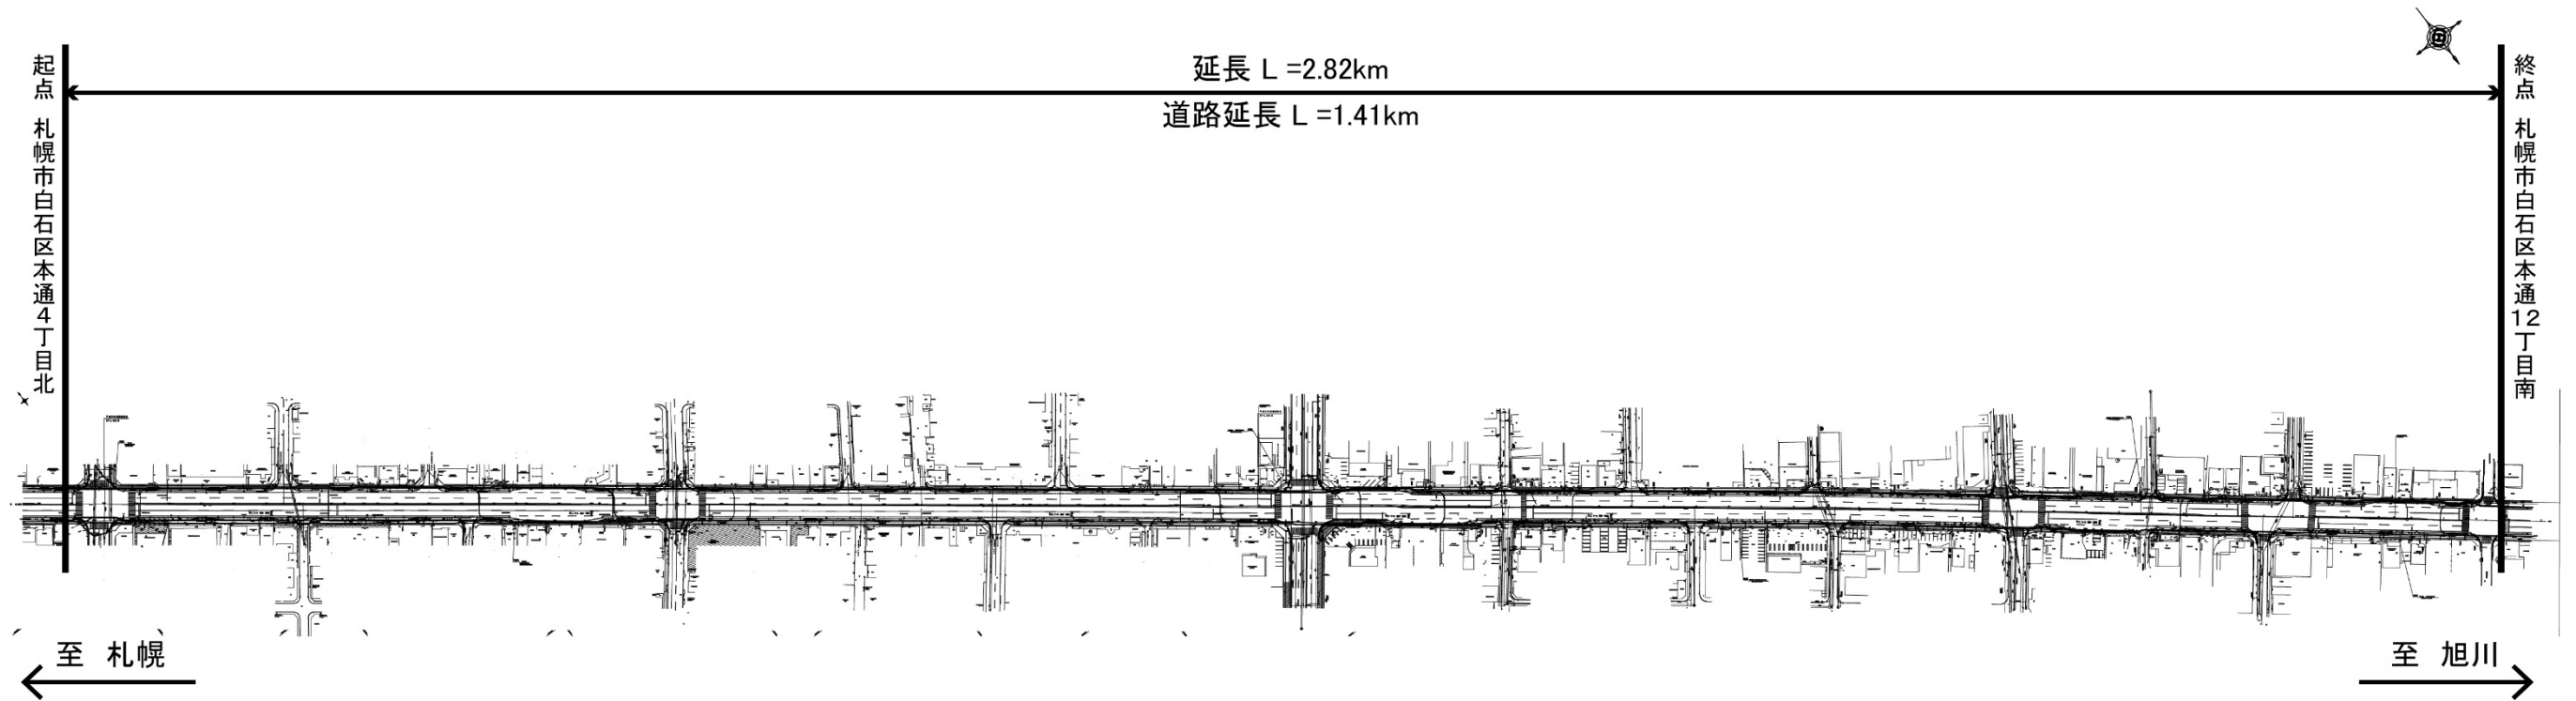 起点 札幌市白石区本通4丁目北
延長 L =2.82km
道路延長 L =1.41km
終点 札幌市白石区本通12丁目南
至 札幌
至 旭川